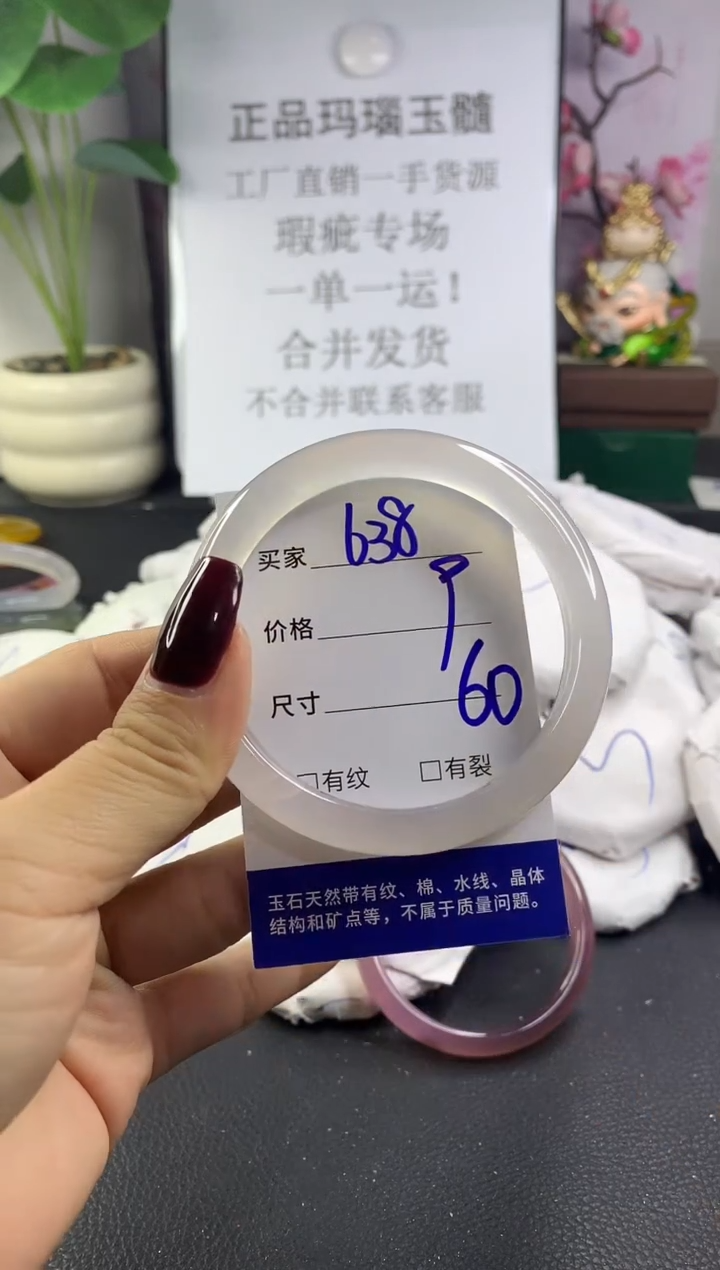 正品玛瑙玉髓
工厂直销一手货源
瑕疵专场
一单一运！
合并发货
不合并联系客服
买家 638
价格
尺寸 60
□有纹 □有裂
玉石天然带有纹、棉、水线、晶体
结构和矿点等，不属于质量问题。